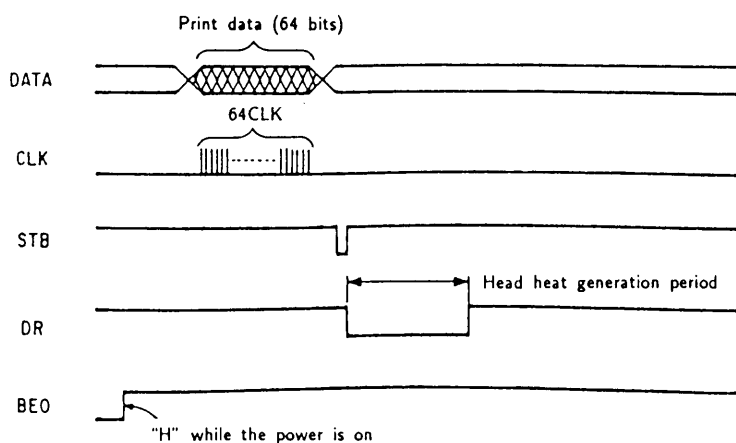 Print data (64 bits)
DATA
64CLK
CLK
STB
Head heat generation period
DR
BEO
"H" while the power is on